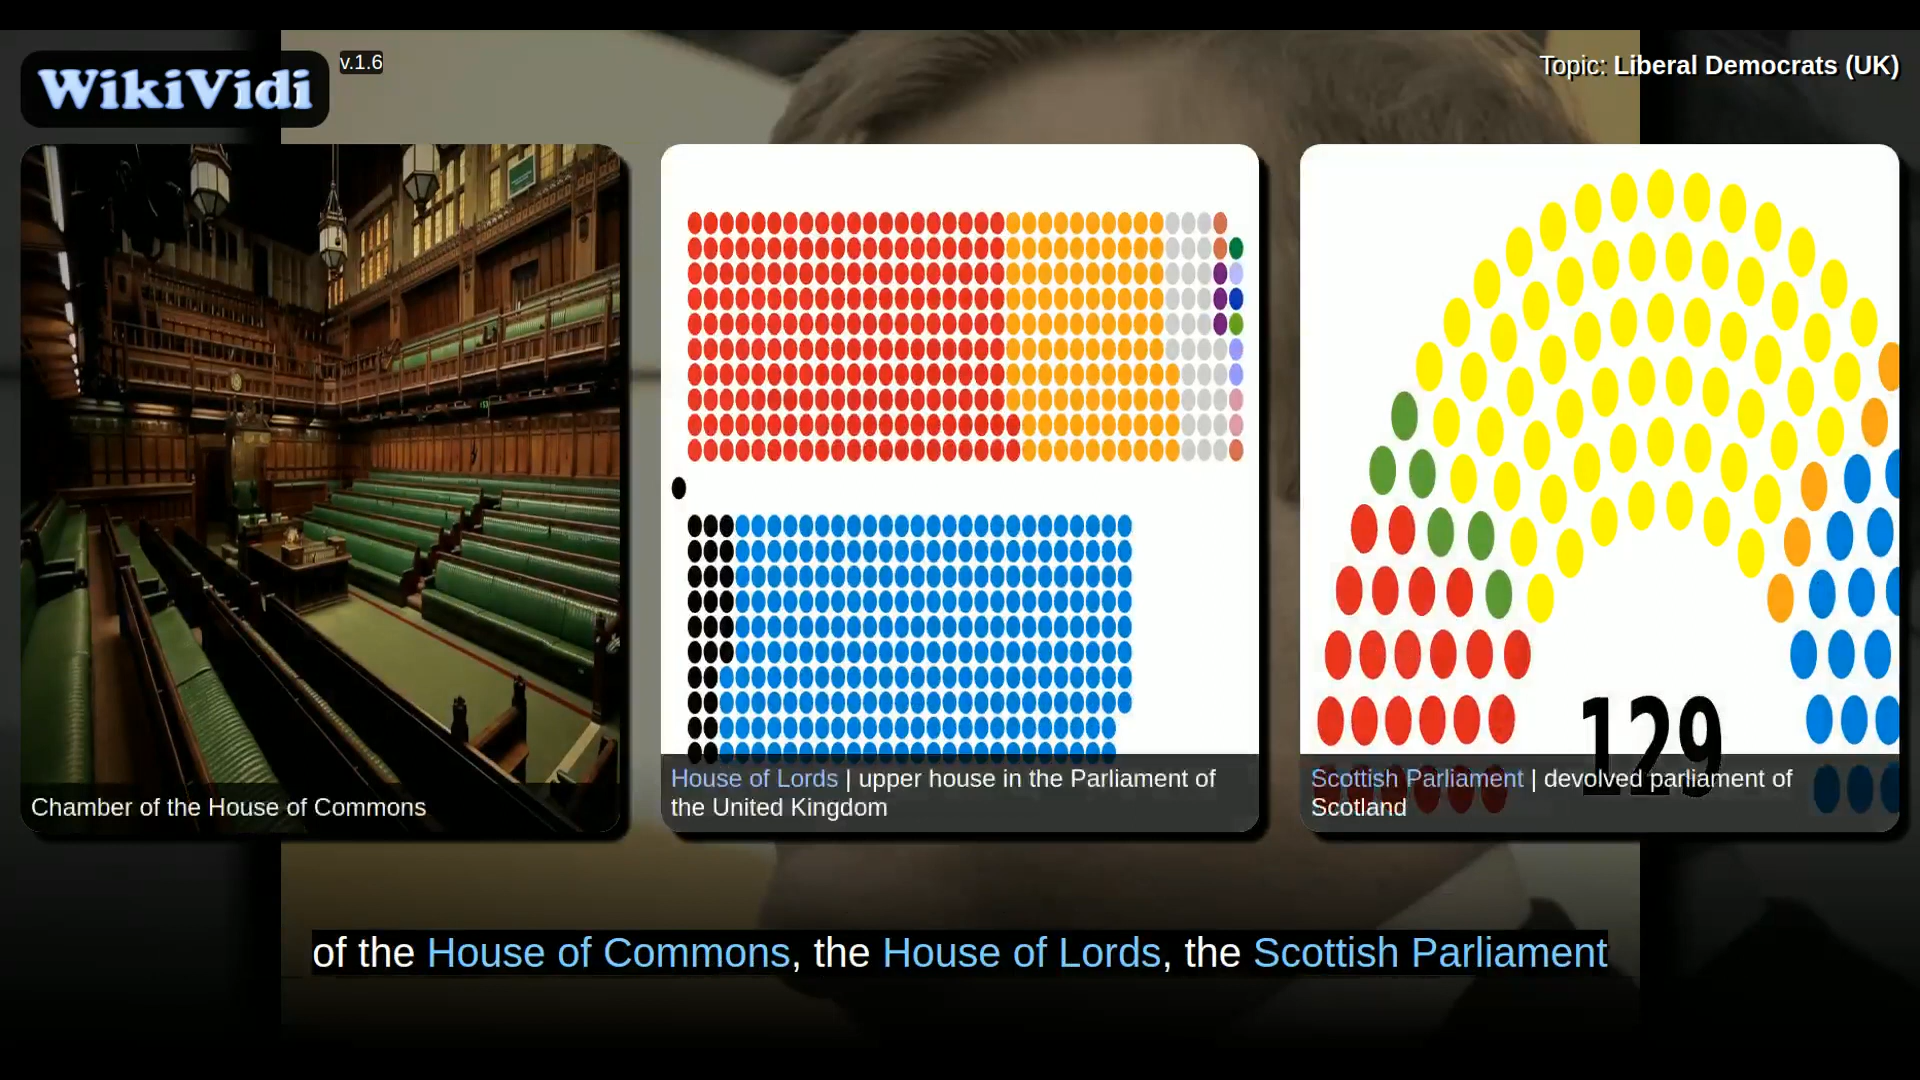 WikiVidi
v.1.6
Topic: Liberal Democrats (UK)
Chamber of the House of Commons
House of Lords | upper house in the Parliament of
the United Kingdom
129
Scottish Parliament | devolved parliament of
Scotland
of the House of Commons, the House of Lords, the Scottish Parliament